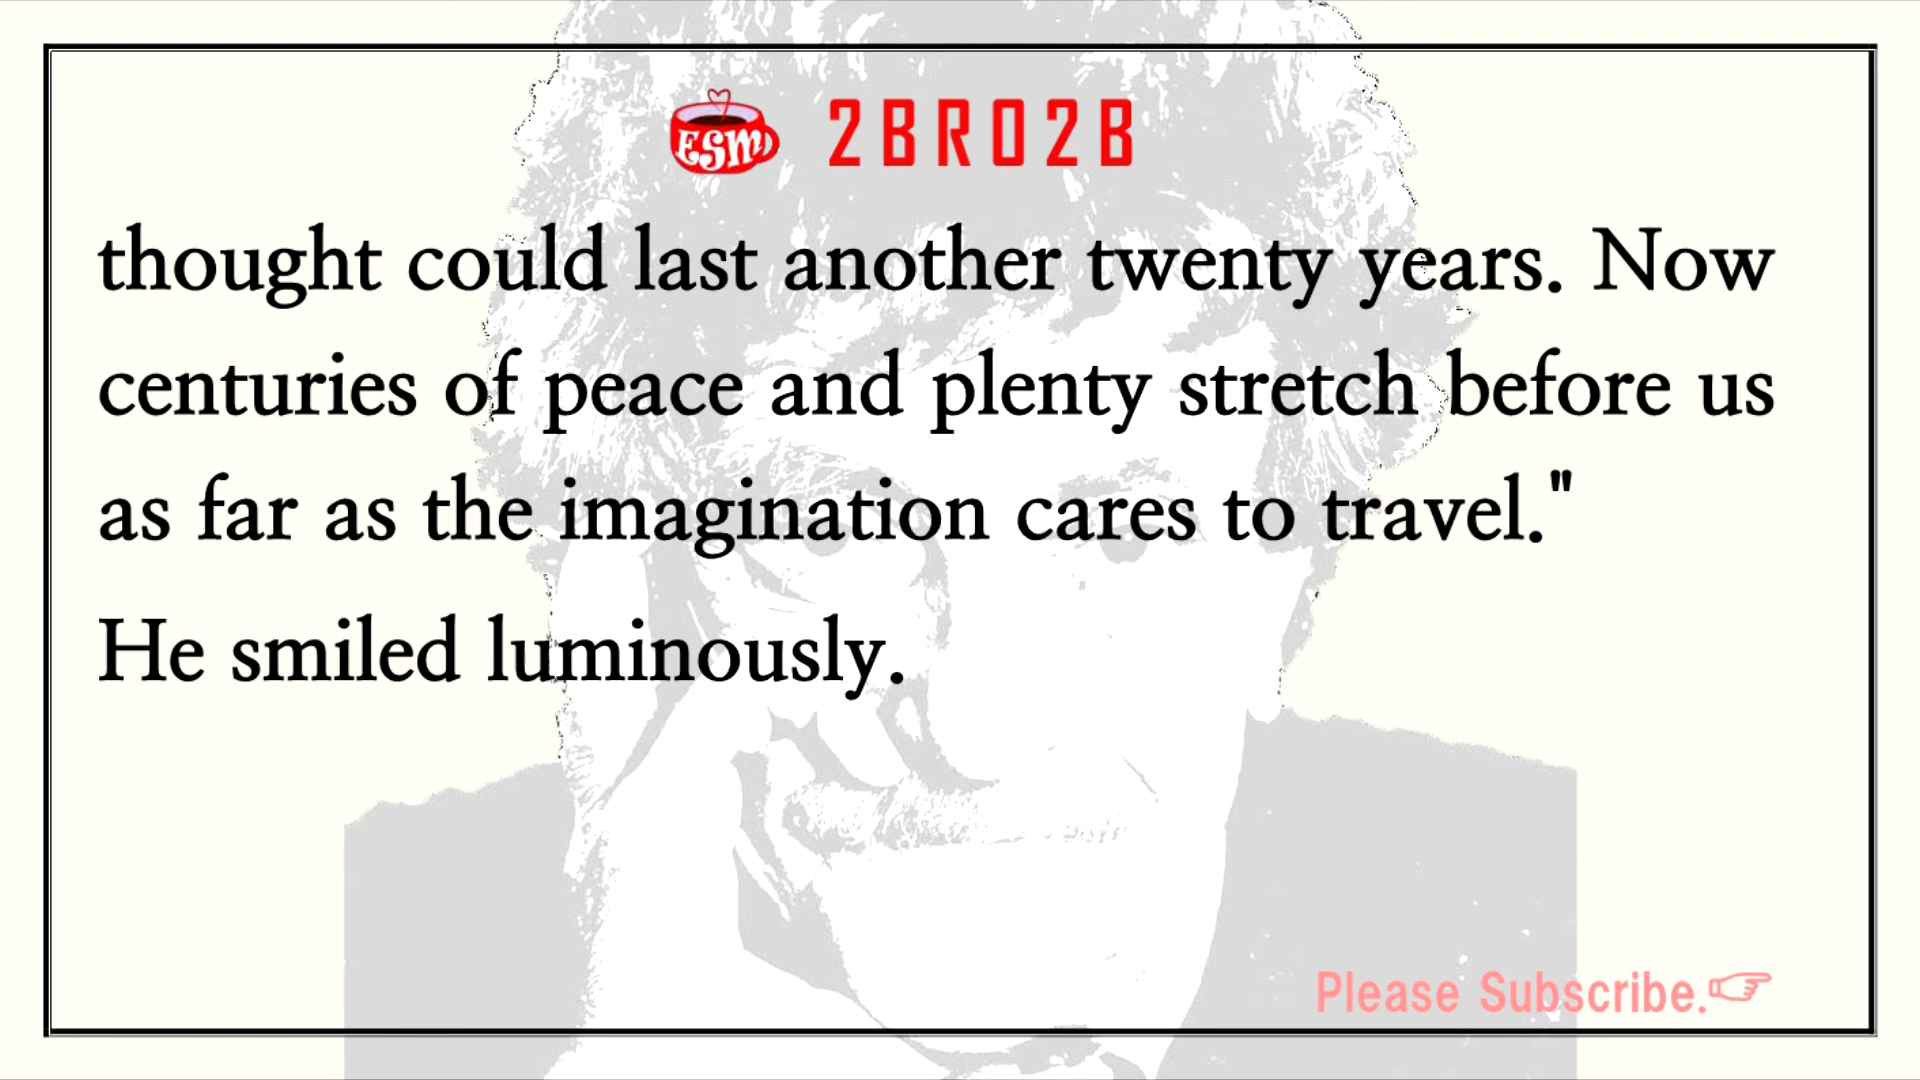 ESM 2BR02B
thought could last another twenty years. Now
centuries of peace and plenty stretch before us
as far as the imagination cares to travel."
He smiled luminously.
Please Subscribe.